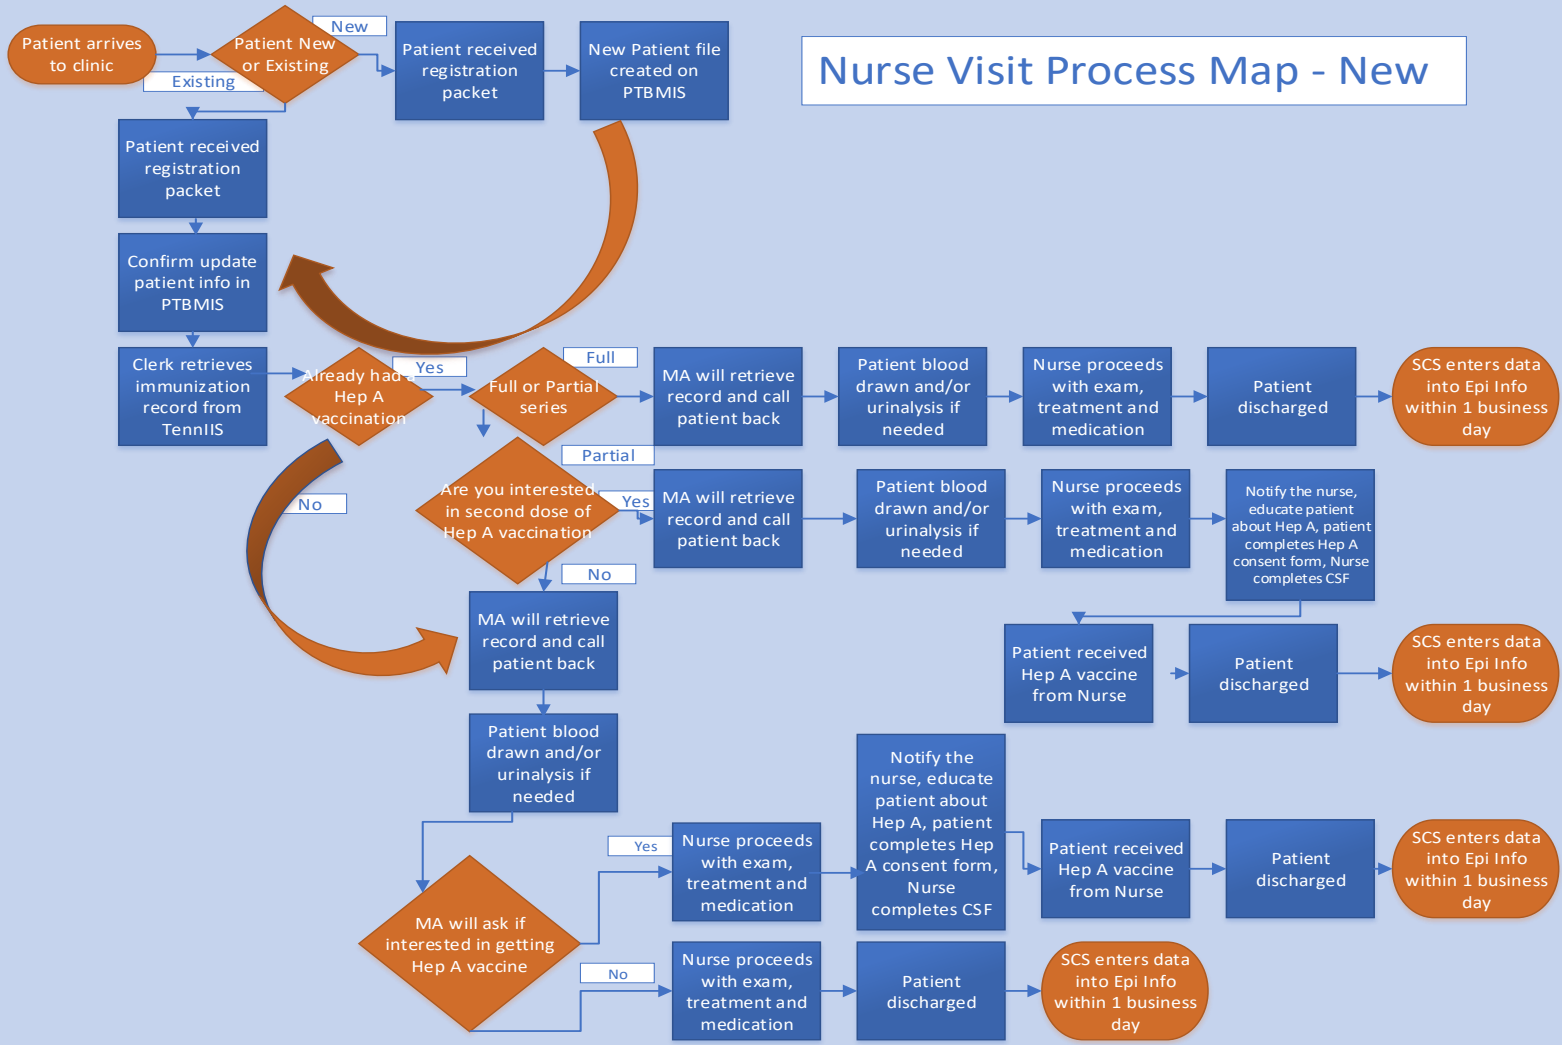 Nurse Visit Process Map - New
Patient arrives
to clinic
Patient New
or Existing
New
Existing
Patient received
registration
packet
New Patient file
created on
PTBMIS
Patient received
registration
packet
Confirm update
patient info in
PTBMIS
Clerk retrieves
immunization
record from
TennIIS
Already had a
Hep A
vaccination
Yes
No
Full or Partial
series
Full
MA will retrieve
record and call
patient back
Patient blood
drawn and/or
urinalysis if
needed
Nurse proceeds
with exam,
treatment and
medication
Patient
discharged
SCS enters data
into Epi Info
within 1 business
day
Partial
Are you interested
in second dose of
Hep A vaccination
Yes
MA will retrieve
record and call
patient back
Patient blood
drawn and/or
urinalysis if
needed
Nurse proceeds
with exam,
treatment and
medication
Notify the nurse,
educate patient
about Hep A, patient
completes Hep A
consent form, Nurse
completes CSF
Patient received
Hep A vaccine
from Nurse
Patient
discharged
SCS enters data
into Epi Info
within 1 business
day
No
MA will retrieve
record and call
patient back
Patient blood
drawn and/or
urinalysis if
needed
MA will ask if
interested in getting
Hep A vaccine
Yes
Nurse proceeds
with exam,
treatment and
medication
Notify the
nurse, educate
patient about
Hep A, patient
completes Hep
A consent form,
Nurse
completes CSF
Patient received
Hep A vaccine
from Nurse
Patient
discharged
SCS enters data
into Epi Info
within 1 business
day
No
Nurse proceeds
with exam,
treatment and
medication
Patient
discharged
SCS enters data
into Epi Info
within 1 business
day